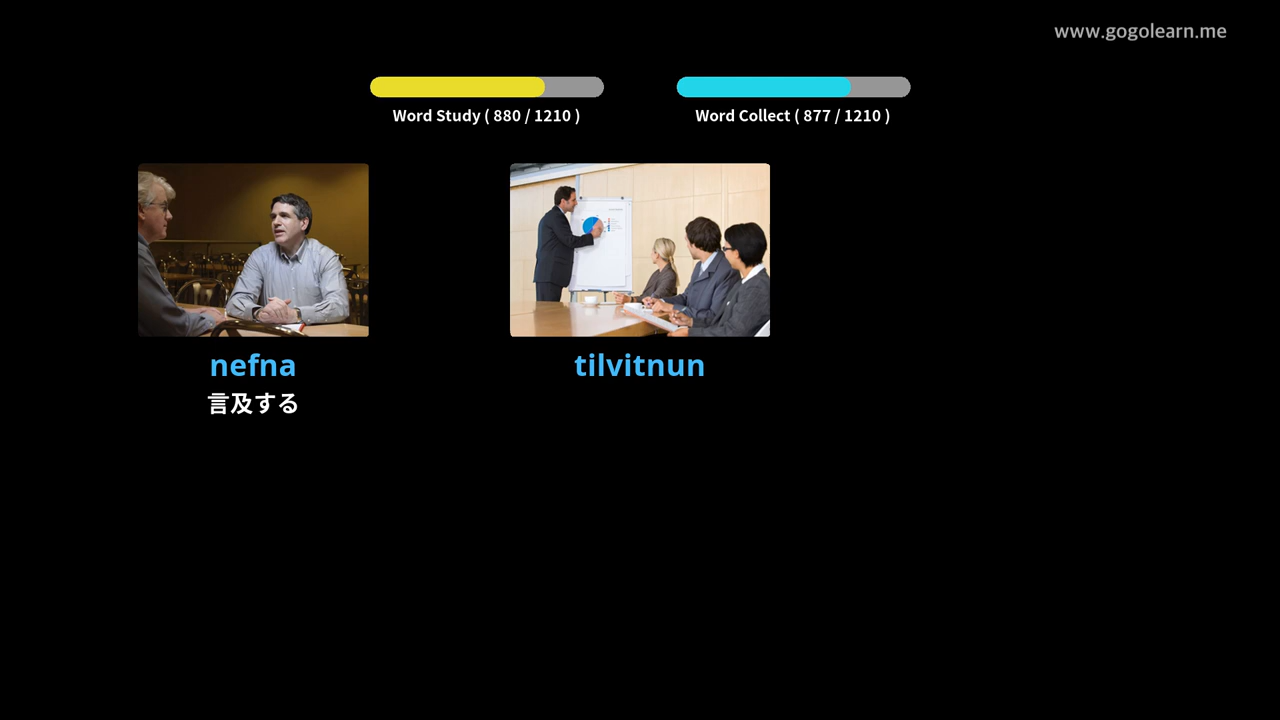 www.gogolearn.me
Word Study ( 880 / 1210 )
Word Collect ( 877 / 1210 )
nefna
言及する
tilvitnun